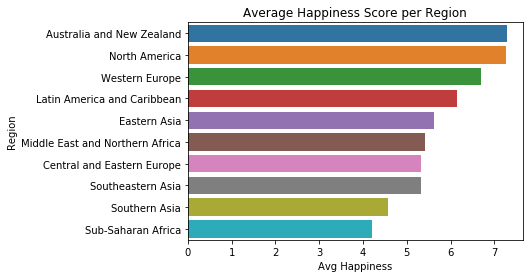 Average Happiness Score per Region
Region
Australia and New Zealand
North America
Western Europe
Latin America and Caribbean
Eastern Asia
Middle East and Northern Africa
Central and Eastern Europe
Southeastern Asia
Southern Asia
Sub-Saharan Africa
0 1 2 3 4 5 6 7
Avg Happiness